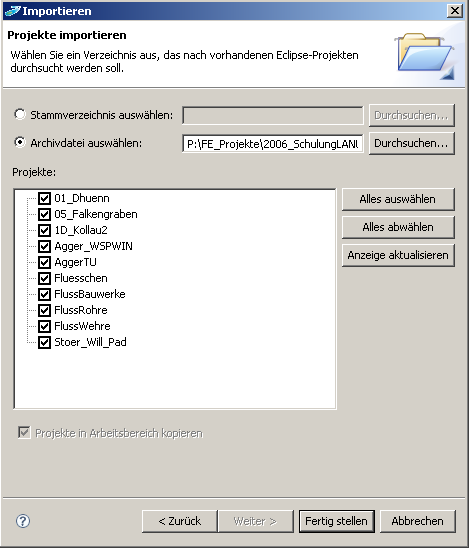 Importieren
Projekte importieren
Wählen Sie ein Verzeichnis aus, das nach vorhandenen Eclipse-Projekten
durchsucht werden soll.
Stammverzeichnis auswählen: Durchsuchen...
Archivdatei auswählen: P:\FE_Projekte\2006_SchulungLANU Durchsuchen...
Projekte:
01_Dhuenn
05_Falkengraben
1D_Kollau2
Agger_WSPWIN
AggerTU
Fluesschen
FlussBauwerke
FlussRohre
FlussWehre
Stoer_Will_Pad
Alles auswählen
Alles abwählen
Anzeige aktualisieren
Projekte in Arbeitsbereich kopieren
? < Zurück Weiter > Fertig stellen Abbrechen